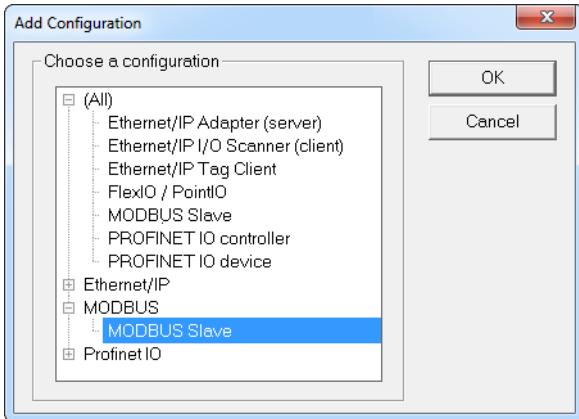 Add Configuration
Choose a configuration
OK
(All)
Cancel
Ethernet/IP Adapter (server)
Ethernet/IP I/O Scanner (client)
Ethernet/IP Tag Client
FlexIO / PointIO
MODBUS Slave
PROFINET IO controller
PROFINET IO device
Ethernet/IP
MODBUS
MODBUS Slave
Profinet IO